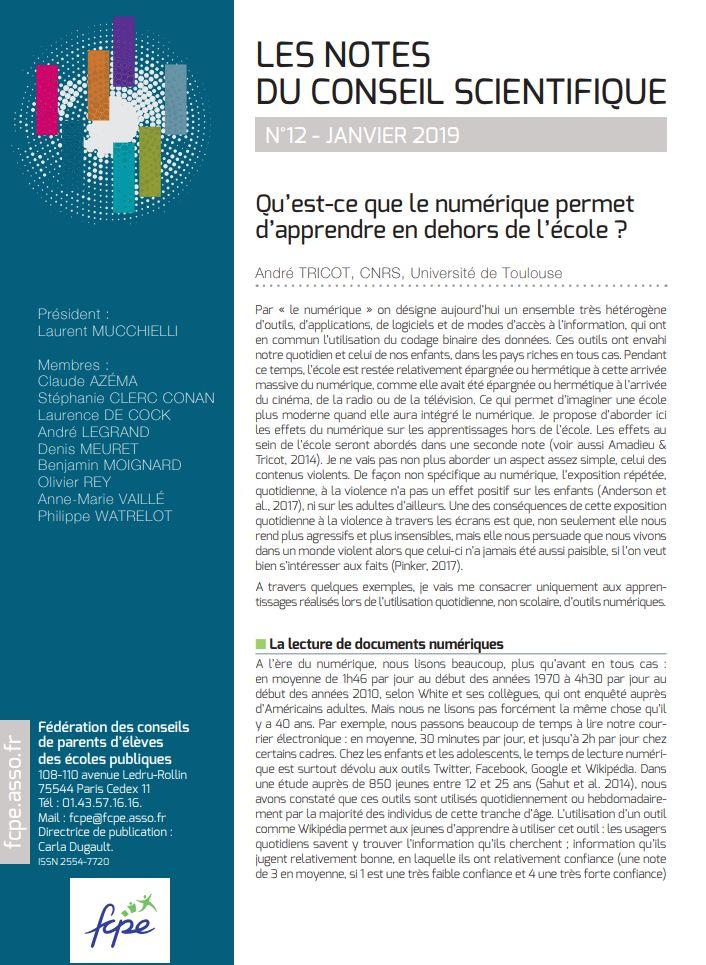 LES NOTES
DU CONSEIL SCIENTIFIQUE
N°12 - JANVIER 2019
Qu'est-ce que le numérique permet
d'apprendre en dehors de l'école ?
André TRICOT, CNRS, Université de Toulouse
Par « le numérique » on désigne aujourd'hui un ensemble très hétérogène
d'outils, d'applications, de logiciels et de modes d'accès à l'information, qui ont
en commun l'utilisation du codage binaire des données. Ces outils ont envahi
notre quotidien et celui de nos enfants, dans les pays riches en tous cas. Pendant
ce temps, l'école est restée relativement épargnée ou hermétique à cette arrivée
massive du numérique, comme elle avait été épargnée ou hermétique à l'arrivée
du cinéma, de la radio ou de la télévision. Ce qui permet d'imaginer une école
plus moderne quand elle aura intégré le numérique. Je propose d'aborder ici
les effets du numérique sur les apprentissages hors de l'école. Les effets au
sein de l'école seront abordés dans une seconde note (voir aussi Amadieu &
Tricot, 2014). Je ne vais pas non plus aborder un aspect assez simple, celui des
contenus violents. De façon non spécifique au numérique, l'exposition répétée,
quotidienne, à la violence n'a pas un effet positif sur les enfants (Anderson et
al., 2017), ni sur les adultes d'ailleurs. Une des conséquences de cette exposition
quotidienne à la violence à travers les écrans est que, non seulement elle nous
rend plus agressifs et plus insensibles, mais elle nous persuade que nous vivons
dans un monde violent alors que celui-ci n'a jamais été aussi paisible, si l'on veut
bien s'intéresser aux faits (Pinker, 2017).
A travers quelques exemples, je vais me consacrer uniquement aux appren-
tissages réalisés lors de l'utilisation quotidienne, non scolaire, d'outils numériques.
La lecture de documents numériques
A l'ère du numérique, nous lisons beaucoup, plus qu'avant en tous cas :
en moyenne de 1h46 par jour au début des années 1970 à 4h30 par jour au
début des années 2010, selon White et ses collègues, qui ont enquêté auprès
d'Américains adultes. Mais nous ne lisons pas forcément la même chose qu'il
y a 40 ans. Par exemple, nous passons beaucoup de temps à lire notre cour-
rier électronique : en moyenne, 30 minutes par jour, et jusqu'à 2h par jour chez
certains cadres. Chez les enfants et les adolescents, le temps de lecture numéri-
que est surtout dévolu aux outils Twitter, Facebook, Google et Wikipédia. Dans
une étude auprès de 850 jeunes entre 12 et 25 ans (Sahut et al. 2014), nous
avons constaté que ces outils sont utilisés quotidiennement ou hebdomadaire-
ment par la majorité des individus de cette tranche d'âge. L'utilisation d'un outil
comme Wikipédia permet aux jeunes d'apprendre à utiliser cet outil : les usagers
quotidiens savent y trouver l'information qu'ils cherchent ; information qu'ils
jugent relativement bonne, en laquelle ils ont relativement confiance (une note
de 3 en moyenne, si 1 est une très faible confiance et 4 une très forte confiance)
Président :
Laurent MUCCHIELLI
Membres :
Claude AZÉMA
Stéphanie CLERC CONAN
Laurence DE COCK
André LEGRAND
Denis MEURET
Benjamin MOIGNARD
Olivier REY
Anne-Marie VAILLÉ
Philippe WATRELOT
fcpe.asso.fr
Fédération des conseils
de parents d'élèves
des écoles publiques
108-110 avenue Ledru-Rollin
75544 Paris Cedex 11
Tél : 01.43.57.16.16.
Mail : fcpe@fcpe.asso.fr
Directrice de publication :
Carla Dugault.
ISSN 2554-7720
fcpe